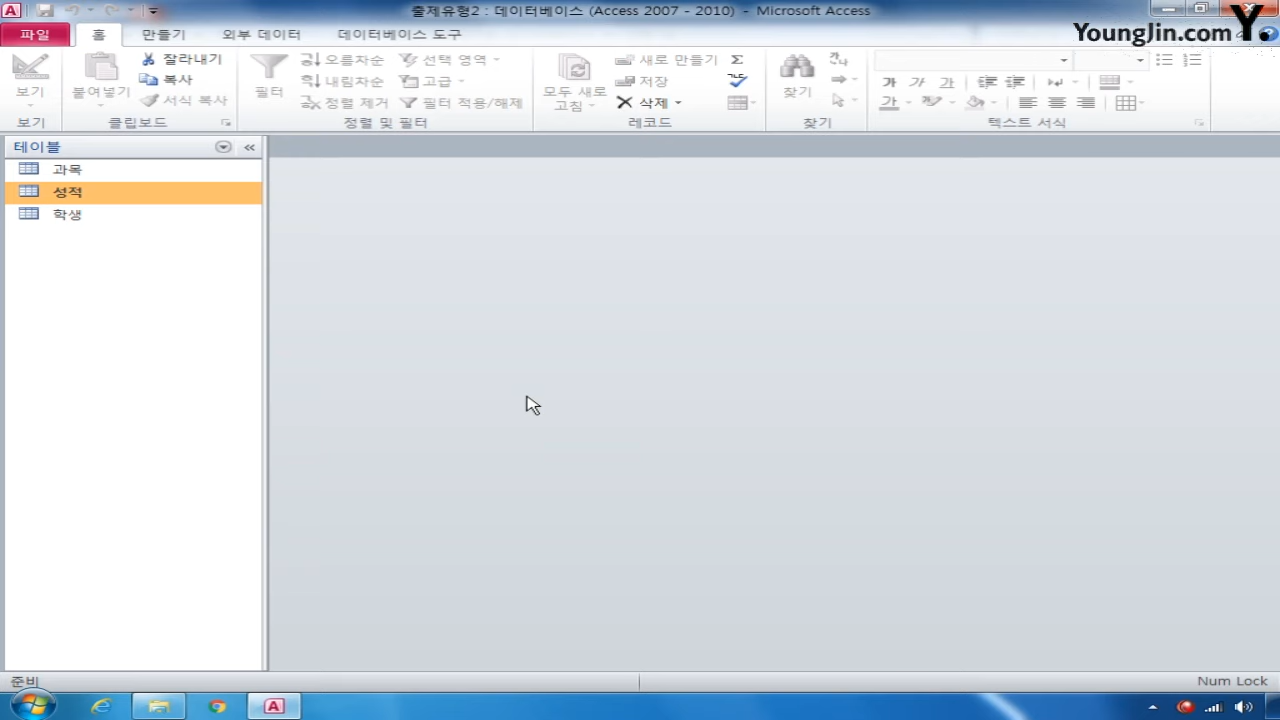 출제유형2 : 데이터베이스 (Access 2007 - 2010) - Microsoft Access
YoungJin.com Y.
파일 홈 만들기 외부 데이터 데이터베이스 도구
보기
붙여넣기
잘라내기
복사
서식 복사
필터
오름차순
내림차순
정렬 제거
선택 영역
고급
필터 적용/해제
모두 새로 고침
새로 만들기
저장
삭제
찾기
가 가 가
가
보기 클립보드 정렬 및 필터 레코드 찾기 텍스트 서식
테이블
과목
성적
학생
준비
Num Lock